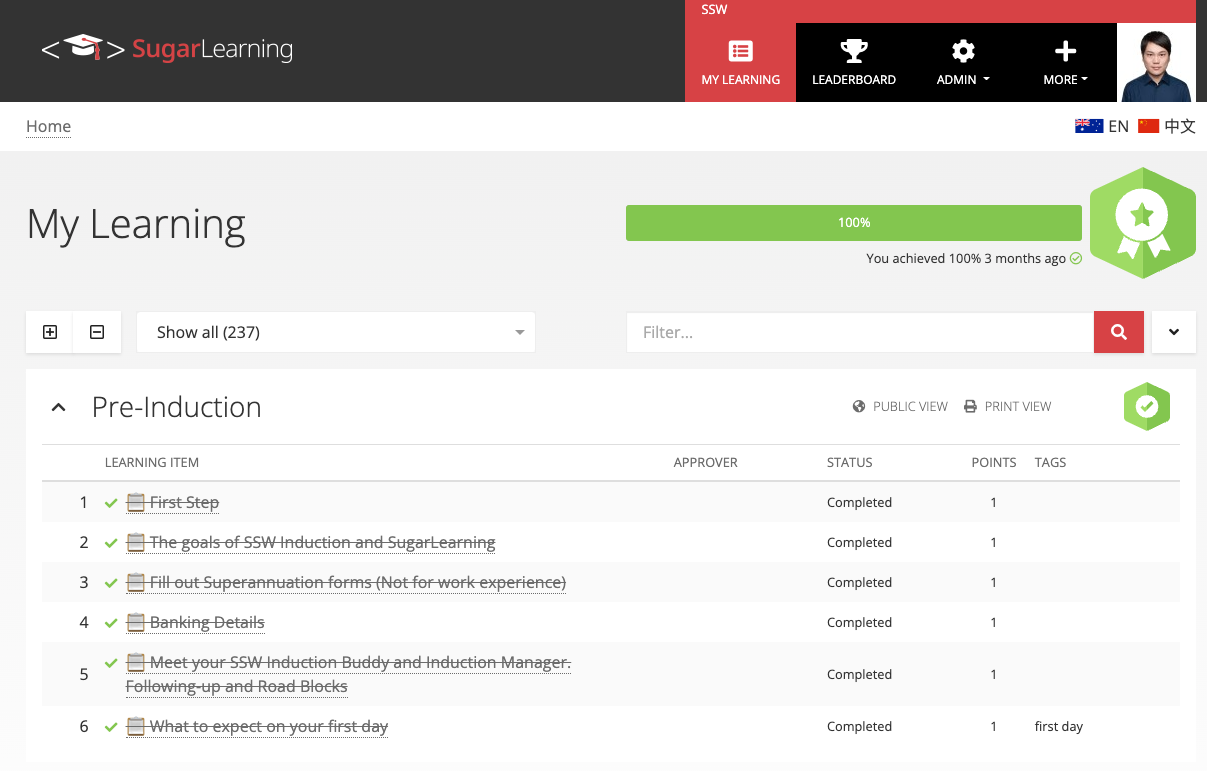 SSW
<SugarLearning>
MY LEARNING
LEADERBOARD
ADMIN
MORE
Home
EN
中文
My Learning
100%
You achieved 100% 3 months ago
Show all (237)
Filter...
Pre-Induction
PUBLIC VIEW
PRINT VIEW
LEARNING ITEM APPROVER STATUS POINTS TAGS
1 First Step Completed 1
2 The goals of SSW Induction and SugarLearning Completed 1
3 Fill out Superannuation forms (Not for work experience) Completed 1
4 Banking Details Completed 1
5 Meet your SSW Induction Buddy and Induction Manager. Completed 1
Following-up and Road Blocks
6 What to expect on your first day Completed 1 first day